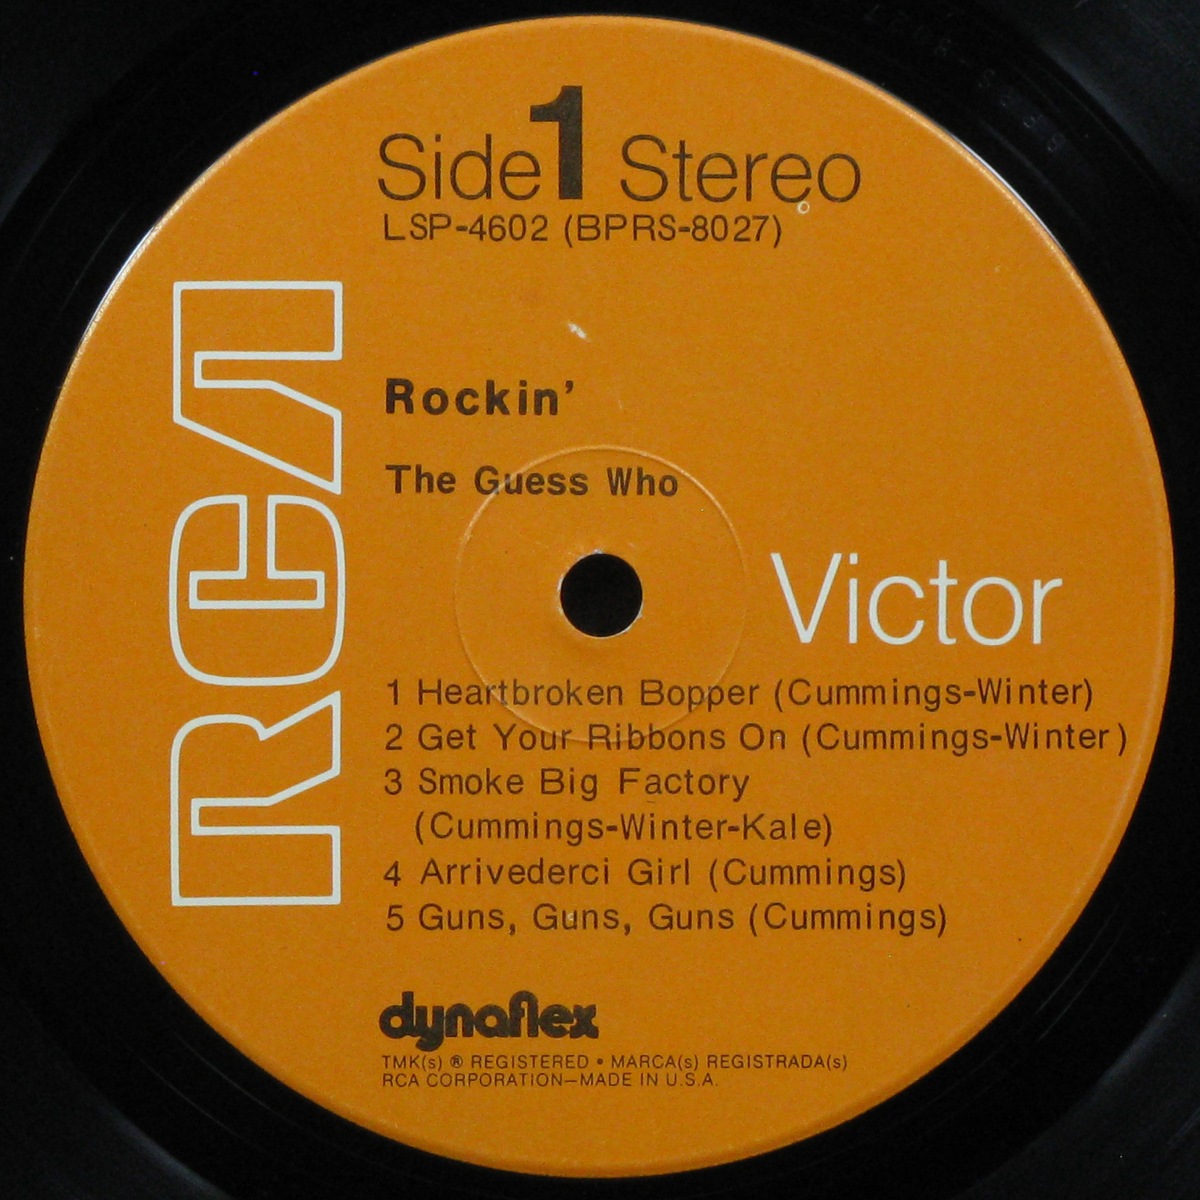 Side 1 Stereo
LSP-4602 (BPRS-8027)
RCA
Rockin'
The Guess Who
Victor
1 Heartbroken Bopper (Cummings-Winter)
2 Get Your Ribbons On (Cummings-Winter)
3 Smoke Big Factory
(Cummings-Winter-Kale)
4 Arrivederci Girl (Cummings)
5 Guns, Guns, Guns (Cummings)
dynaflex
TMK(s) ® REGISTERED • MARCA(s) REGISTRADA(s)
RCA CORPORATION—MADE IN U.S.A.